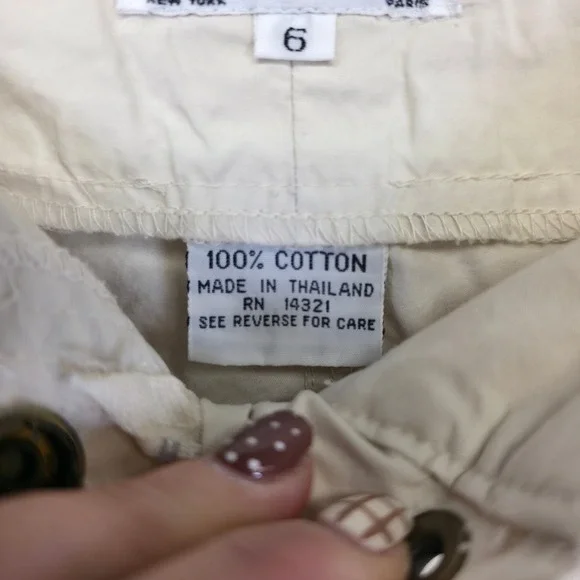 NEW YORK PARIS
6
100% COTTON
MADE IN THAILAND
RN 14321
SEE REVERSE FOR CARE